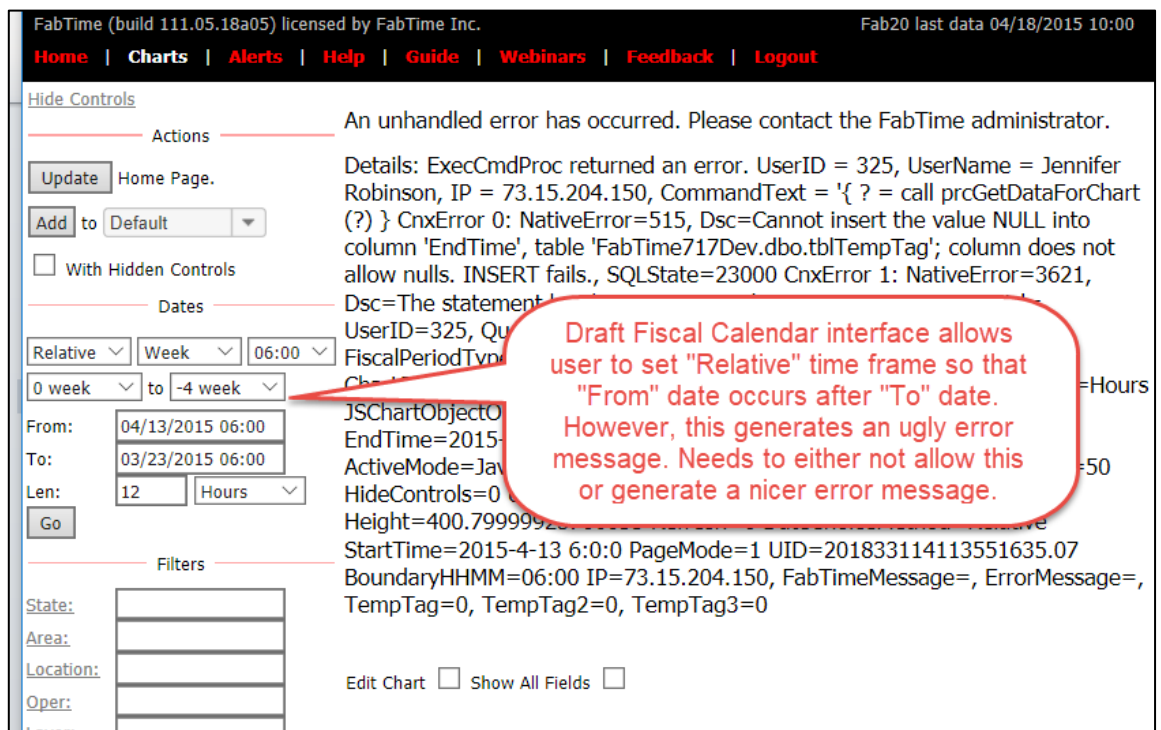 FabTime (build 111.05.18a05) licensed by FabTime Inc. Fab20 last data 04/18/2015 10:00
Home | Charts | Alerts | Help | Guide | Webinars | Feedback | Logout
Hide Controls
Actions
Update Home Page.
Add to Default
With Hidden Controls
Dates
Relative Week 06:00
0 week to -4 week
From: 04/13/2015 06:00
To: 03/23/2015 06:00
Len: 12 Hours
Go
Filters
State:
Area:
Location:
Oper:
An unhandled error has occurred. Please contact the FabTime administrator.
Details: ExecCmdProc returned an error. UserID = 325, UserName = Jennifer
Robinson, IP = 73.15.204.150, CommandText = '{ ? = call prcGetDataForChart
(?) } CnxError 0: NativeError=515, Dsc=Cannot insert the value NULL into
column 'EndTime', table 'FabTime717Dev.dbo.tblTempTag'; column does not
allow nulls. INSERT fails., SQLState=23000 CnxError 1: NativeError=3621,
Dsc=The statement
UserID=325,
FiscalPeriodType
=Hours
EndTime=2015-
=50
HideControls=0
StartTime=2015-4-13 6:0:0 PageMode=1 UID=201833114113551635.07
BoundaryHHMM=06:00 IP=73.15.204.150, FabTimeMessage=, ErrorMessage=,
TempTag=0, TempTag2=0, TempTag3=0
Draft Fiscal Calendar interface allows
user to set "Relative" time frame so that
"From" date occurs after "To" date.
However, this generates an ugly error
message. Needs to either not allow this
or generate a nicer error message.
Edit Chart Show All Fields